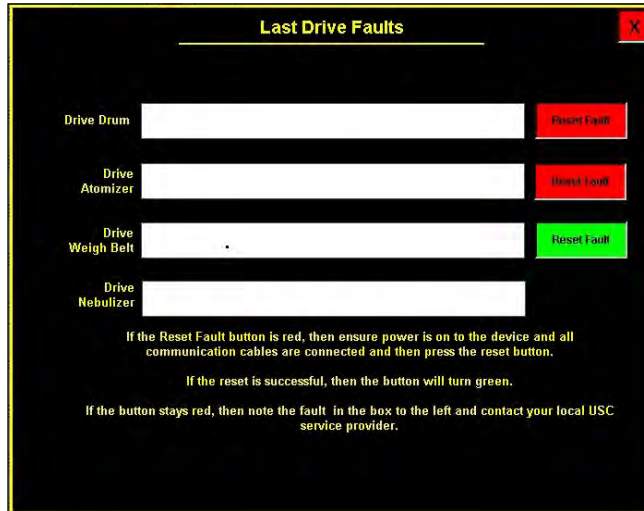 Last Drive Faults
X
Drive Drum
Reset Fault
Drive
Atomizer
Reset Fault
Drive
Weigh Belt
Reset Fault
Drive
Nebulizer
If the Reset Fault button is red, then ensure power is on to the device and all
communication cables are connected and then press the reset button.
If the reset is successful, then the button will turn green.
If the button stays red, then note the fault in the box to the left and contact your local USC
service provider.